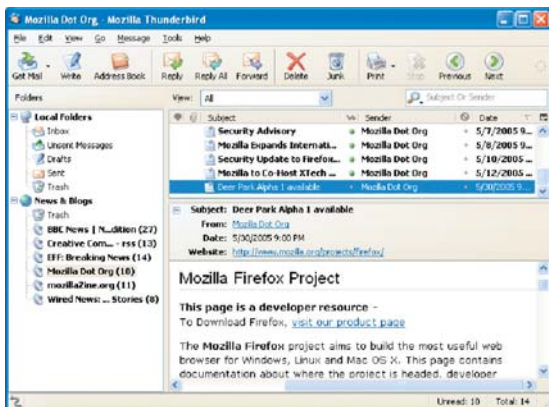 Mozilla Dot Org - Mozilla Thunderbird
File Edit View Go Message Tools Help
Get Mail Write Address Book Reply Reply All Forward Delete Junk Print Stop Previous Next
Folders View: All Subject Or Sender
Local Folders
Inbox
Unsent Messages
Drafts
Sent
Trash
News & Blogs
Trash
BBC News | N...dition (27)
Creative Com... - rss (13)
EFF: Breaking News (14)
Mozilla Dot Org (10)
mozillaZine.org (11)
Wired News: ... Stories (8)
Subject Sender Date
Security Advisory Mozilla Dot Org 5/7/2005 9...
Mozilla Expands Internati... Mozilla Dot Org 5/8/2005 9...
Security Update to Firefox... Mozilla Dot Org 5/10/2005 ...
Mozilla to Co-Host XTech ... Mozilla Dot Org 5/12/2005 ...
Deer Park Alpha 1 available Mozilla Dot Org 5/30/2005 9...
Subject: Deer Park Alpha 1 available
From: Mozilla Dot Org
Date: 5/30/2005 9:00 PM
Website: http://www.mozilla.org/projects/firefox/
Mozilla Firefox Project
This page is a developer resource -
To Download Firefox, visit our product page
The Mozilla Firefox project aims to build the most useful web
browser for Windows, Linux and Mac OS X. This page contains
documentation about where the project is headed, developer
Unread: 10 Total: 14